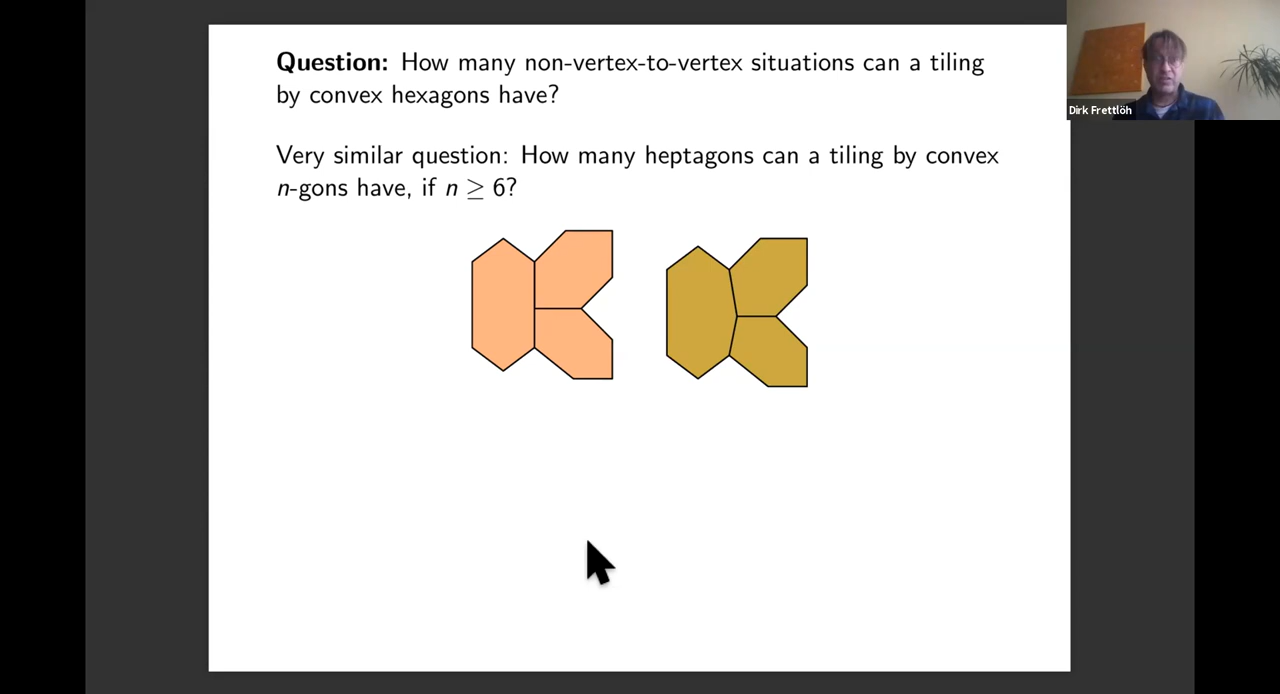 Question: How many non-vertex-to-vertex situations can a tiling
by convex hexagons have?
Very similar question: How many heptagons can a tiling by convex
n-gons have, if n ≥ 6?
Dirk Frettlöh